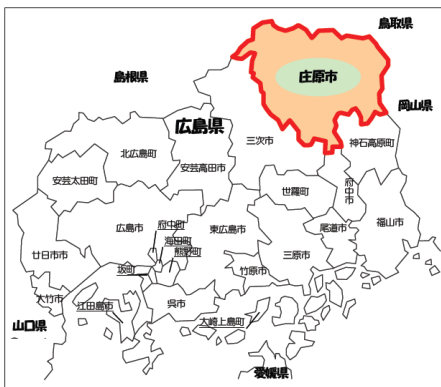 鳥取県
島根県
庄原市
岡山県
広島県
北広島町
三次市
神石高原町
安芸高田市
安芸太田町
世羅町
府中市
広島市
府中町
海田町
熊野町
東広島市
尾道市
福山市
廿日市市
坂町
竹原市
三原市
大竹市
江田島市
呉市
大崎上島町
山口県
愛媛県